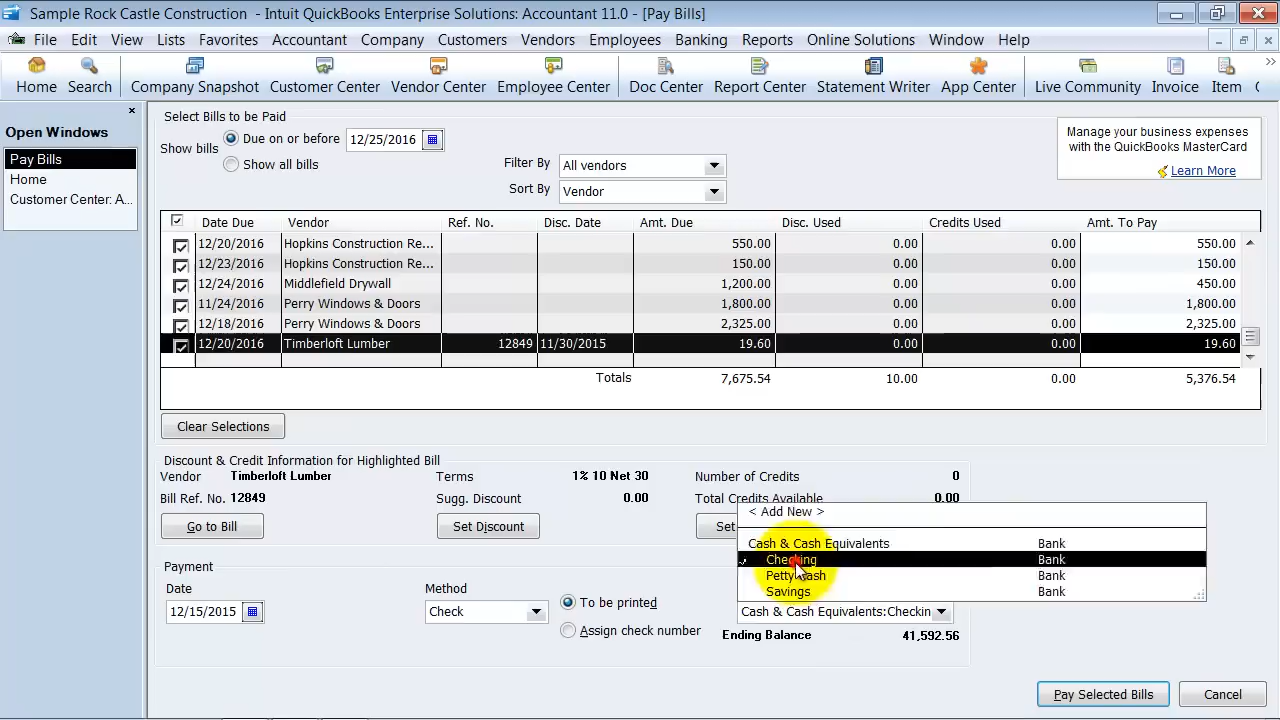 Sample Rock Castle Construction - Intuit QuickBooks Enterprise Solutions: Accountant 11.0 - [Pay Bills]
File Edit View Lists Favorites Accountant Company Customers Vendors Employees Banking Reports Online Solutions Window Help
Home Search Company Snapshot Customer Center Vendor Center Employee Center Doc Center Report Center Statement Writer App Center Live Community Invoice Item
Open Windows
Pay Bills
Home
Customer Center: A...
Select Bills to be Paid
Show bills Due on or before 12/25/2016
Show all bills
Filter By All vendors
Sort By Vendor
Manage your business expenses
with the QuickBooks MasterCard
Learn More
Date Due Vendor Ref. No. Disc. Date Amt. Due Disc. Used Credits Used Amt. To Pay
12/20/2016 Hopkins Construction Re... 550.00 0.00 0.00 550.00
12/23/2016 Hopkins Construction Re... 150.00 0.00 0.00 150.00
12/24/2016 Middlefield Drywall 1,200.00 0.00 0.00 450.00
11/24/2016 Perry Windows & Doors 1,800.00 0.00 0.00 1,800.00
12/18/2016 Perry Windows & Doors 2,325.00 0.00 0.00 2,325.00
12/20/2016 Timberloft Lumber 12849 11/30/2015 19.60 0.00 0.00 19.60
Totals 7,675.54 10.00 0.00 5,376.54
Clear Selections
Discount & Credit Information for Highlighted Bill
Vendor Timberloft Lumber Terms 1% 10 Net 30 Number of Credits 0
Bill Ref. No. 12849 Sugg. Discount 0.00 Total Credits Available 0.00
Go to Bill Set Discount Set
< Add New >
Cash & Cash Equivalents Bank
Checking Bank
Petty Cash Bank
Savings Bank
Payment
Date Method
12/15/2015 Check To be printed Cash & Cash Equivalents:Checkin
Assign check number
Ending Balance 41,592.56
Pay Selected Bills Cancel